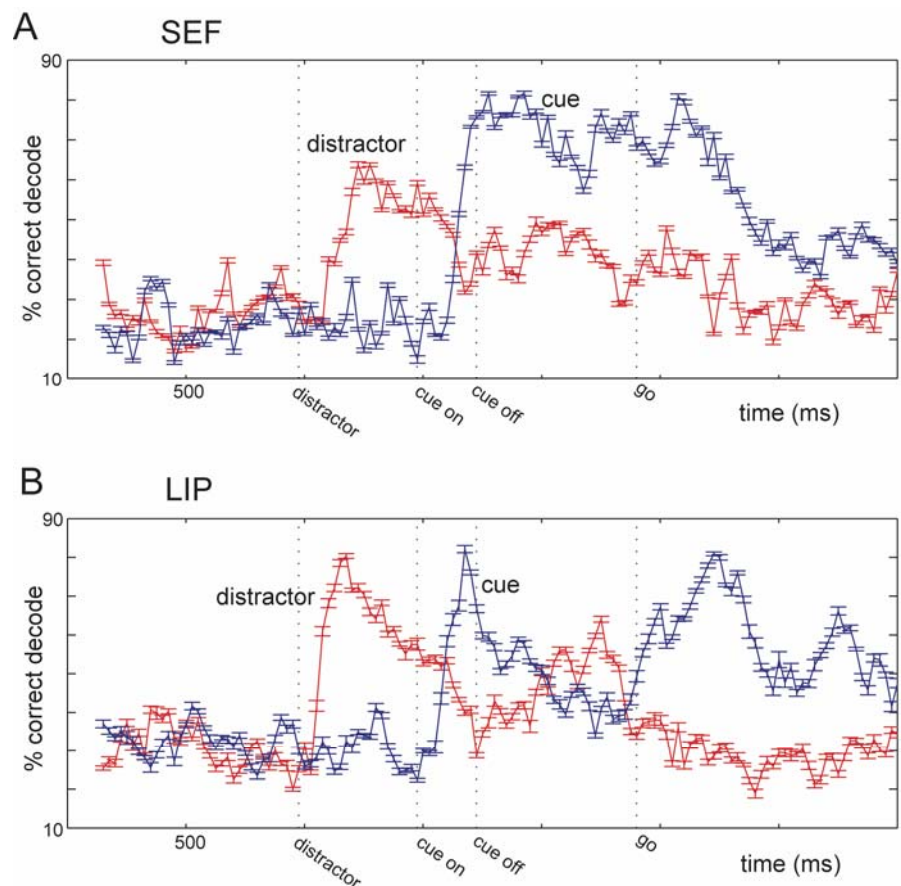 A
SEF
90
% correct decode
10
distractor
cue
500
distractor
cue on
cue off
go
time (ms)
B
LIP
90
% correct decode
10
distractor
cue
500
distractor
cue on
cue off
go
time (ms)